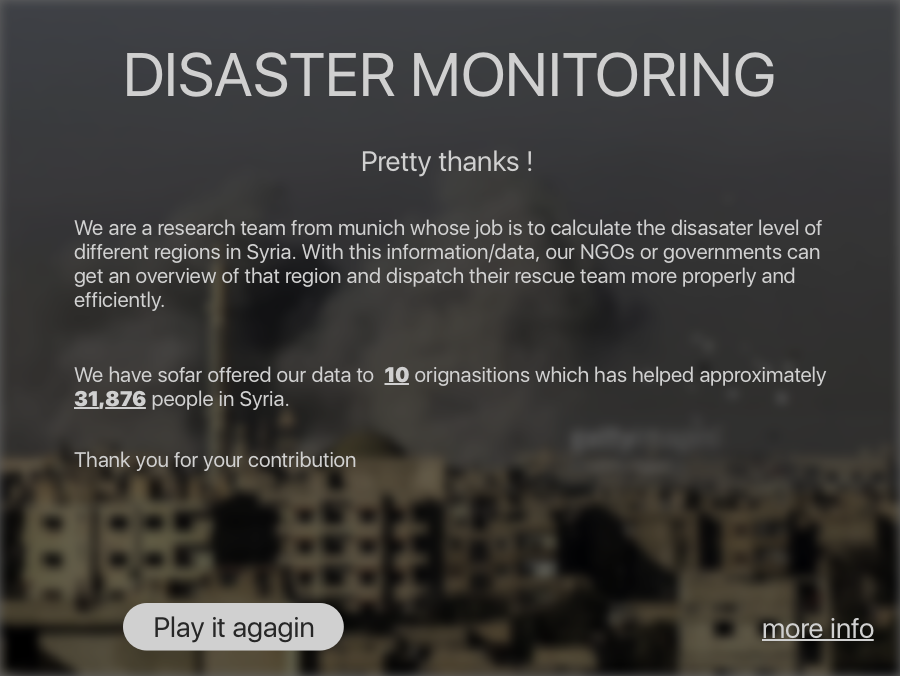 DISASTER MONITORING
Pretty thanks !
We are a research team from munich whose job is to calculate the disasater level of
different regions in Syria. With this information/data, our NGOs or governments can
get an overview of that region and dispatch their rescue team more properly and
efficiently.
We have sofar offered our data to 10 orignasitions which has helped approximately
31,876 people in Syria.
Thank you for your contribution
Play it agagin
more info